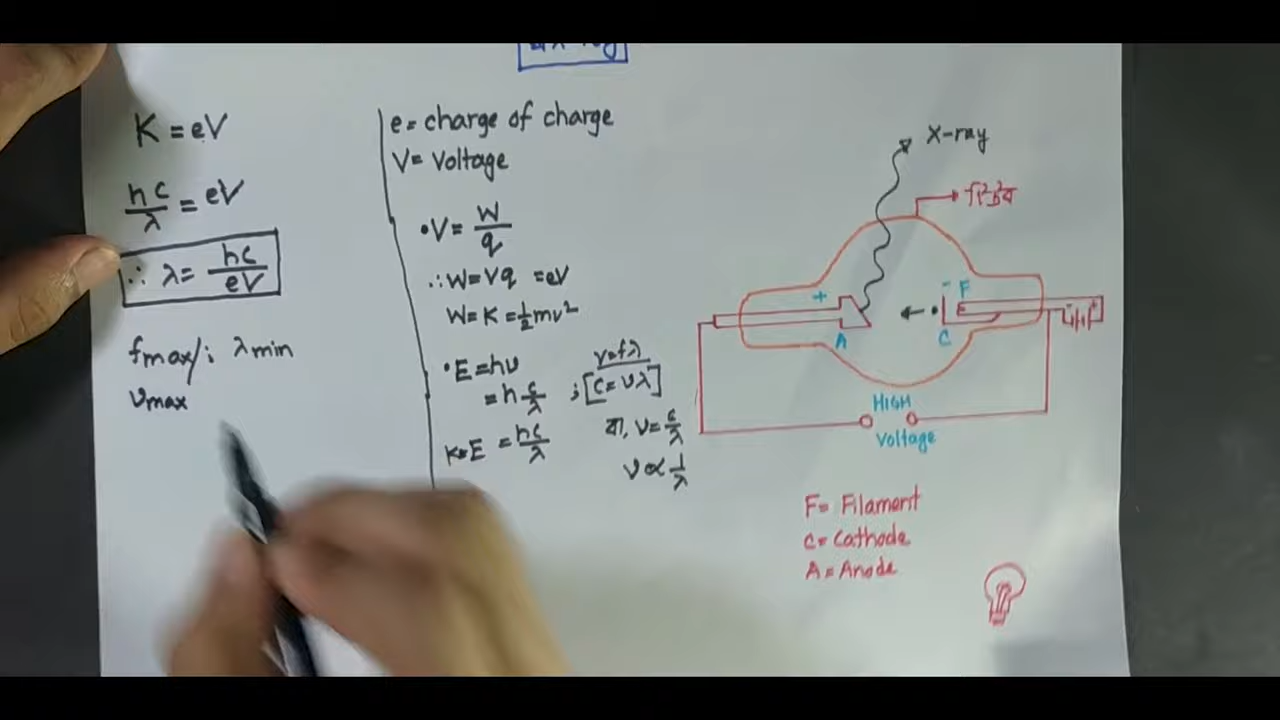 K = eV
hc/λ = eV
∴ λ = hc/eV
fmax/; λmin
νmax
e = charge of charge
V = Voltage
• V = W/q
∴ W = Vq = eV
W = K = ½mv²
• E = hν
= h c/λ
K = E = hc/λ
v=fλ
; [C = νλ]
বা, ν = c/λ
ν ∝ 1/λ
X-ray
+
-
F
A
C
HIGH
Voltage
F = Filament
C = Cathode
A = Anode